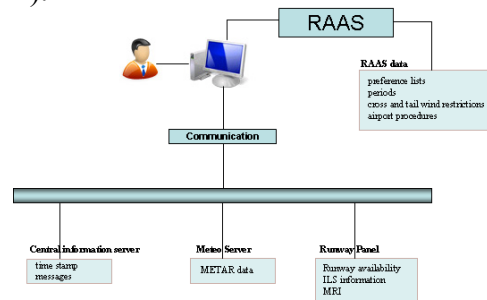 ).
RAAS
RAAS data
preference lists
periods
cross and tail wind restrictions
airport procedures
Communication
Central information server
time stamp
messages
Meteo Server
METAR data
Runway Panel
Runway availability
ILS information
MRI